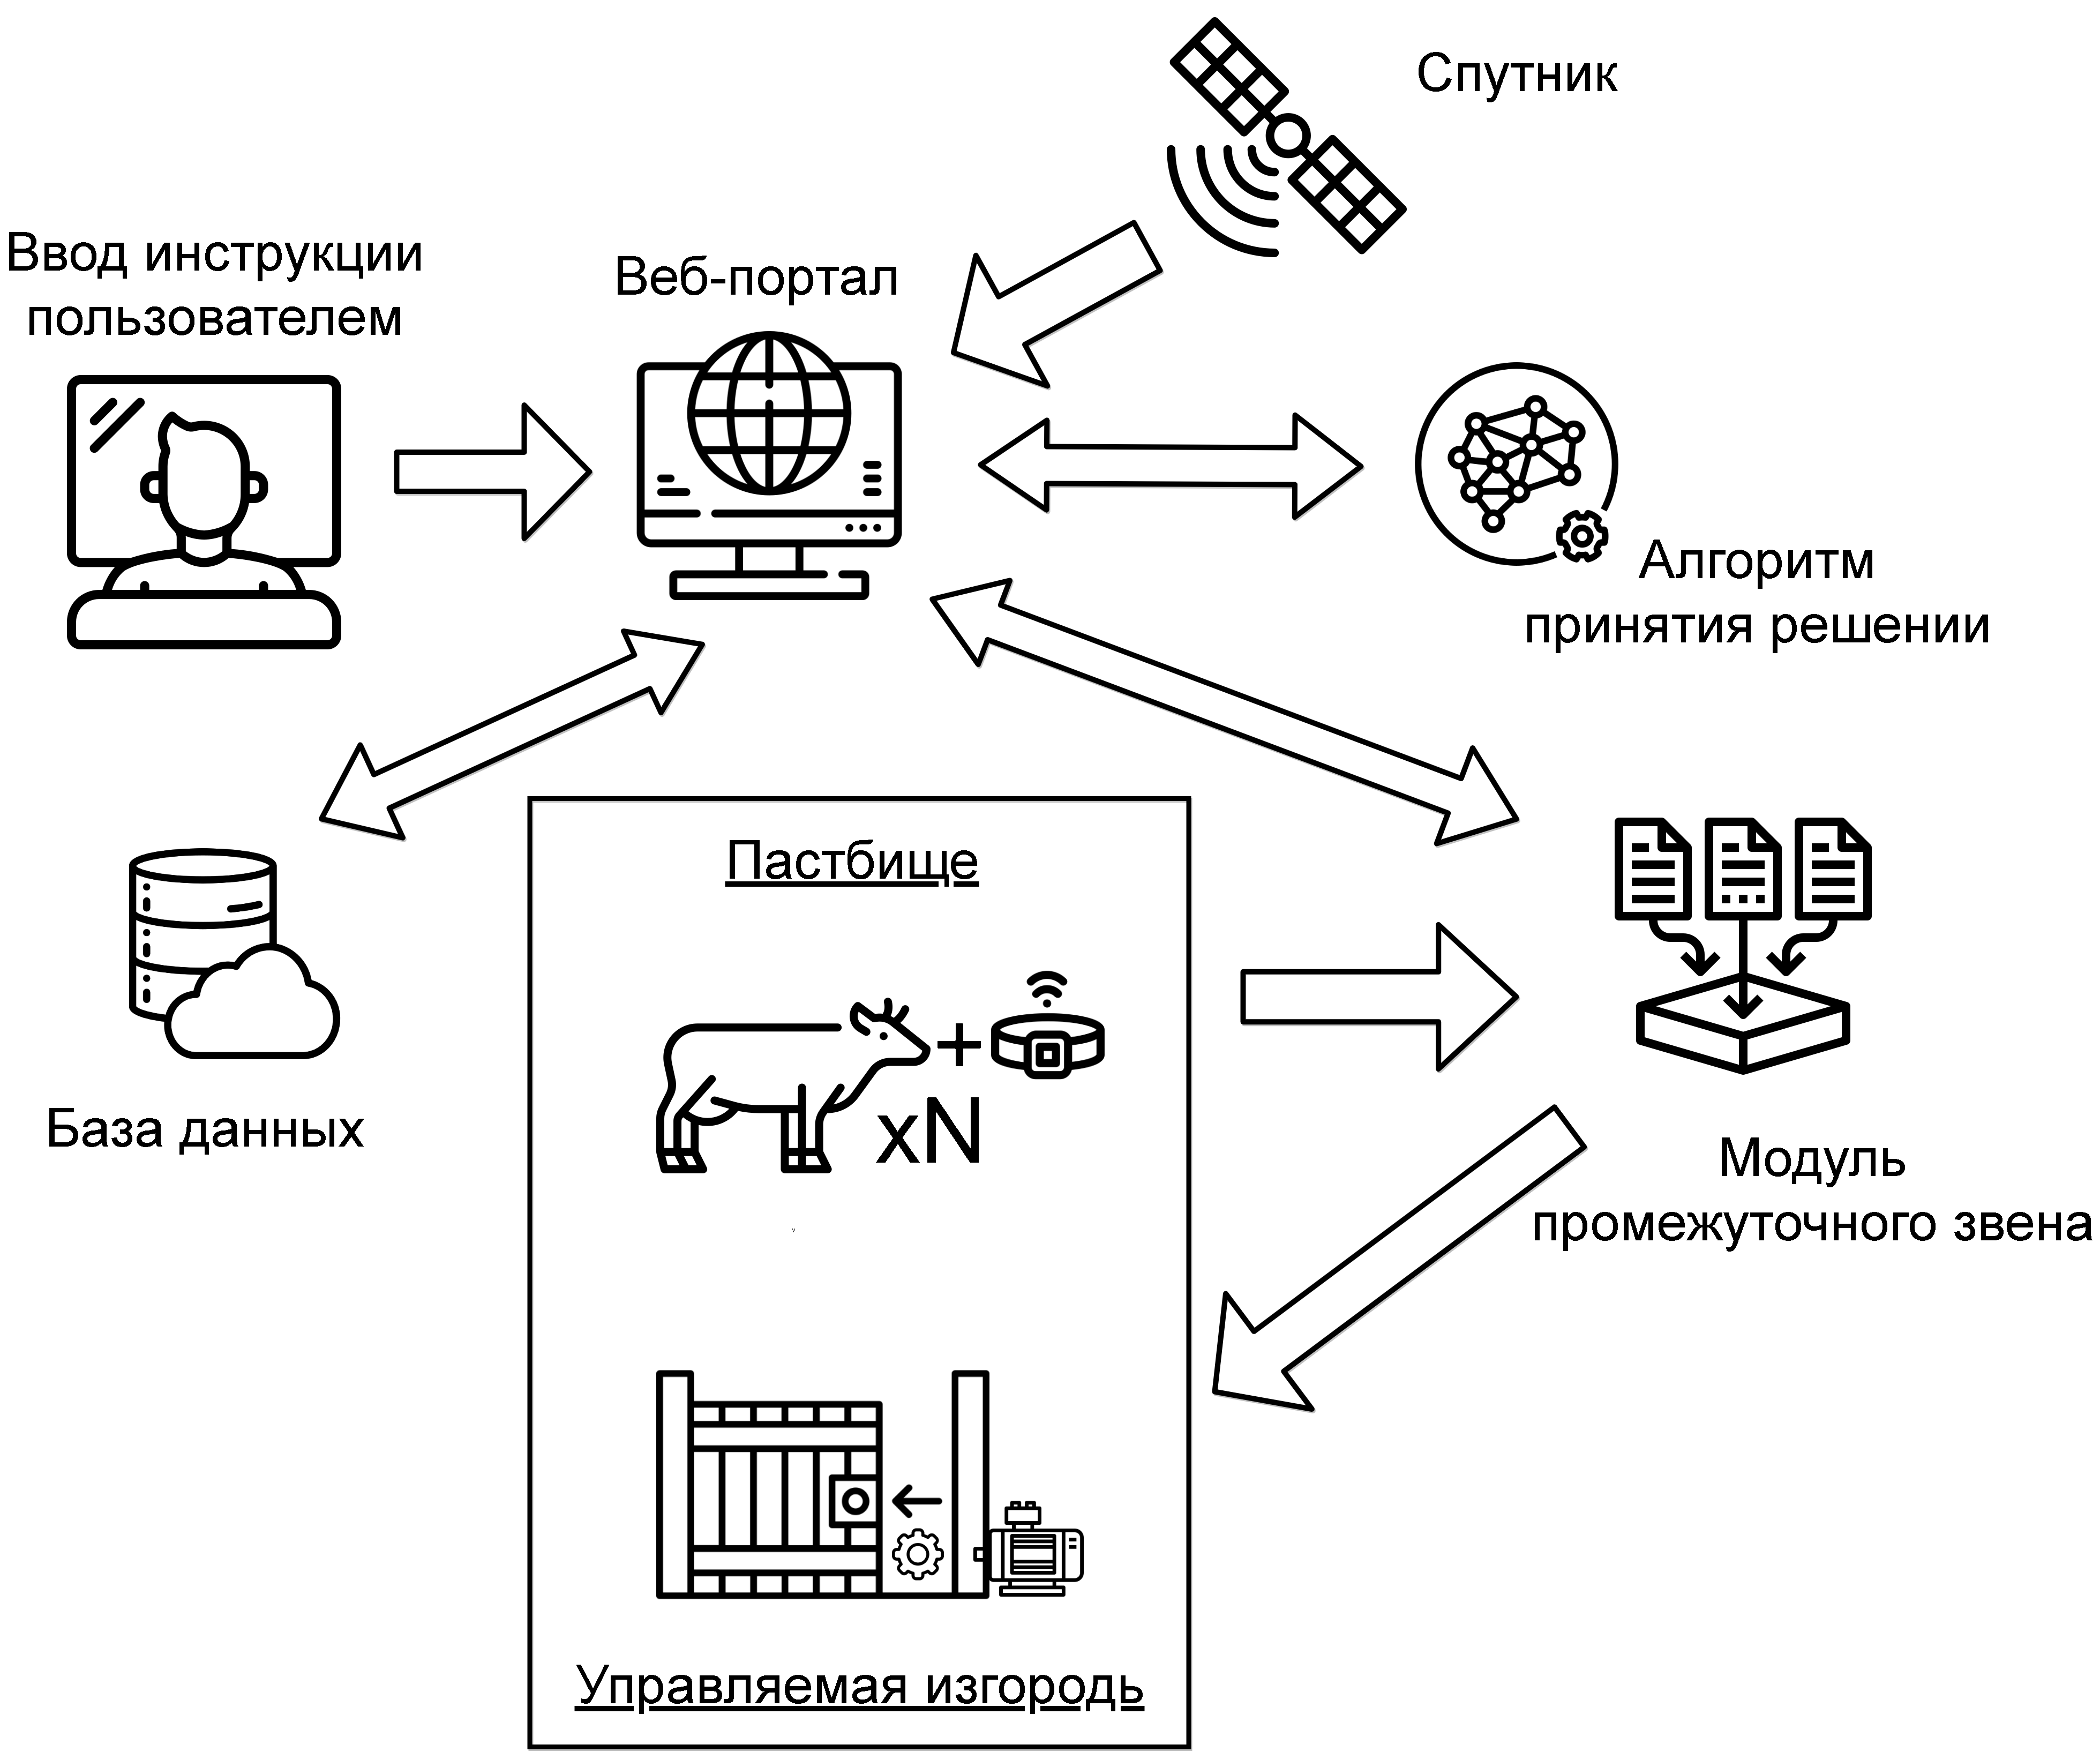 Спутник
Ввод инструкции
пользователем
Веб-портал
Алгоритм
принятия решении
Пастбище
+
xN
База данных
Модуль
промежуточного звена
Управляемая изгородь